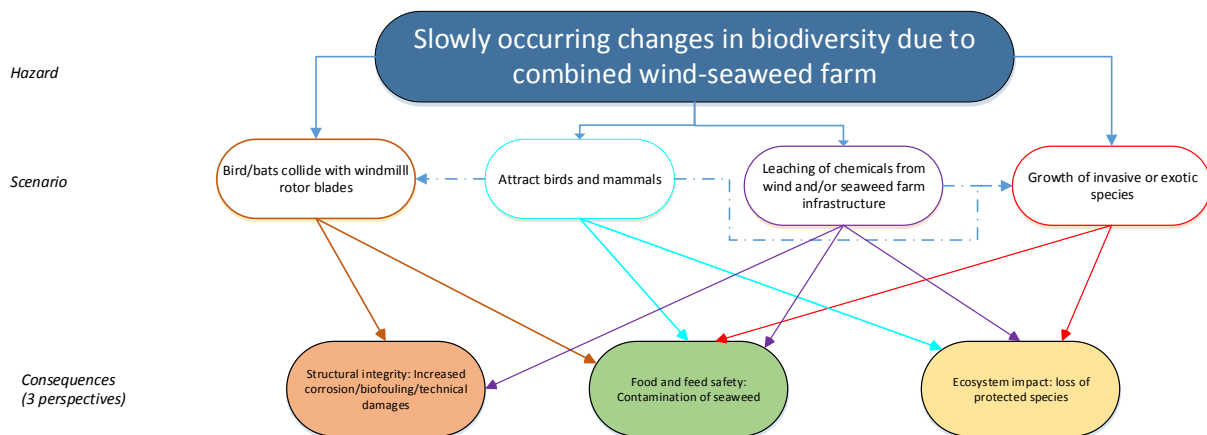 Slowly occurring changes in biodiversity due to
combined wind-seaweed farm
Hazard
Scenario
Bird/bats collide with windmilll
rotor blades
Attract birds and mammals
Leaching of chemicals from
wind and/or seaweed farm
infrastructure
Growth of invasive or exotic
species
Consequences
(3 perspectives)
Structural integrity: Increased
corrosion/biofouling/technical
damages
Food and feed safety:
Contamination of seaweed
Ecosystem impact: loss of
protected species